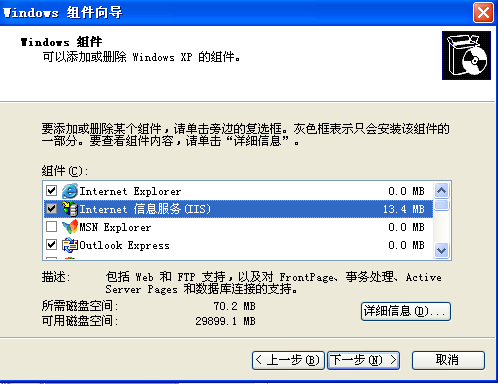 Windows 组件向导
Windows 组件
可以添加或删除 Windows XP 的组件。
要添加或删除某个组件，请单击旁边的复选框。灰色框表示只会安装该组件的
一部分。要查看组件内容，请单击“详细信息”。
组件(C):
Internet Explorer 0.0 MB
Internet 信息服务(IIS) 13.4 MB
MSN Explorer 0.0 MB
Outlook Express 0.0 MB
描述: 包括 Web 和 FTP 支持，以及对 FrontPage、事务处理、Active
Server Pages 和数据库连接的支持。
所需磁盘空间: 70.2 MB
可用磁盘空间: 29899.1 MB
详细信息(D)...
< 上一步(B) 下一步(N) > 取消